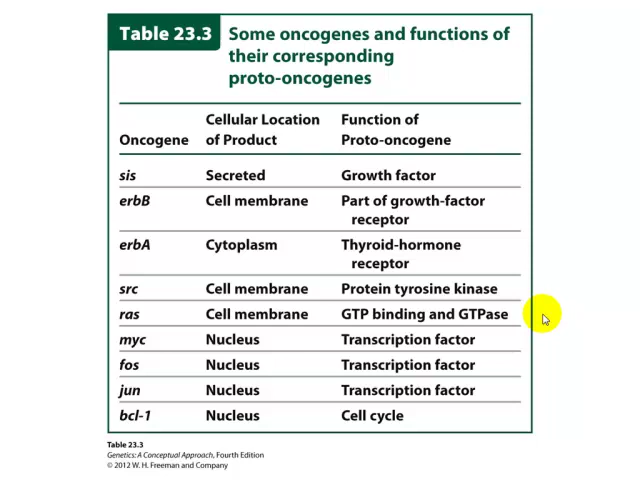 Table 23.3 Some oncogenes and functions of
their corresponding
proto-oncogenes
Cellular Location Function of
Oncogene of Product Proto-oncogene
sis Secreted Growth factor
erbB Cell membrane Part of growth-factor
receptor
erbA Cytoplasm Thyroid-hormone
receptor
src Cell membrane Protein tyrosine kinase
ras Cell membrane GTP binding and GTPase
myc Nucleus Transcription factor
fos Nucleus Transcription factor
jun Nucleus Transcription factor
bcl-1 Nucleus Cell cycle
Table 23.3
Genetics: A Conceptual Approach, Fourth Edition
© 2012 W. H. Freeman and Company